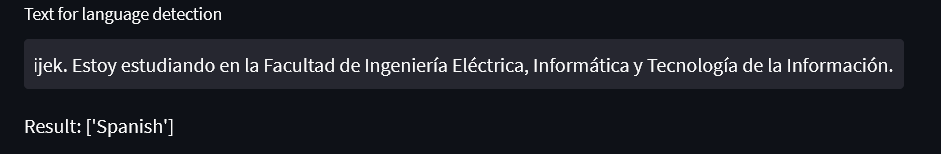 Text for language detection
ijek. Estoy estudiando en la Facultad de Ingeniería Eléctrica, Informática y Tecnología de la Información.
Result: ['Spanish']